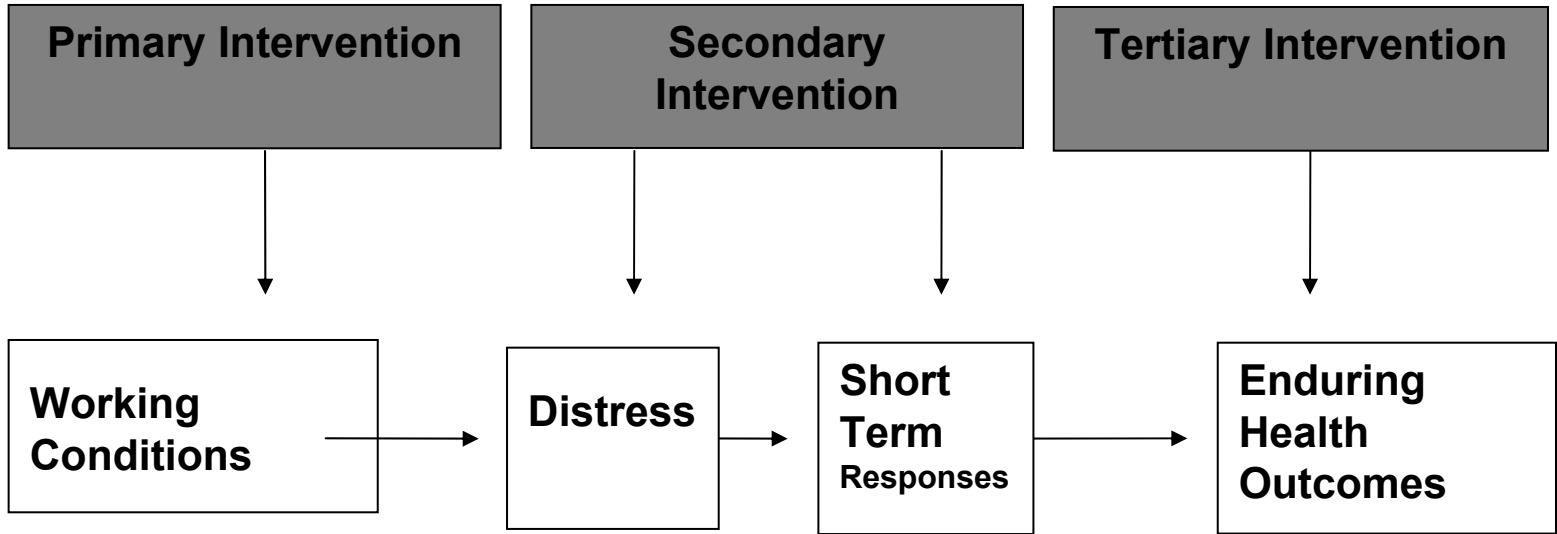 Primary Intervention
Secondary
Intervention
Tertiary Intervention
Working
Conditions
Distress
Short
Term
Responses
Enduring
Health
Outcomes